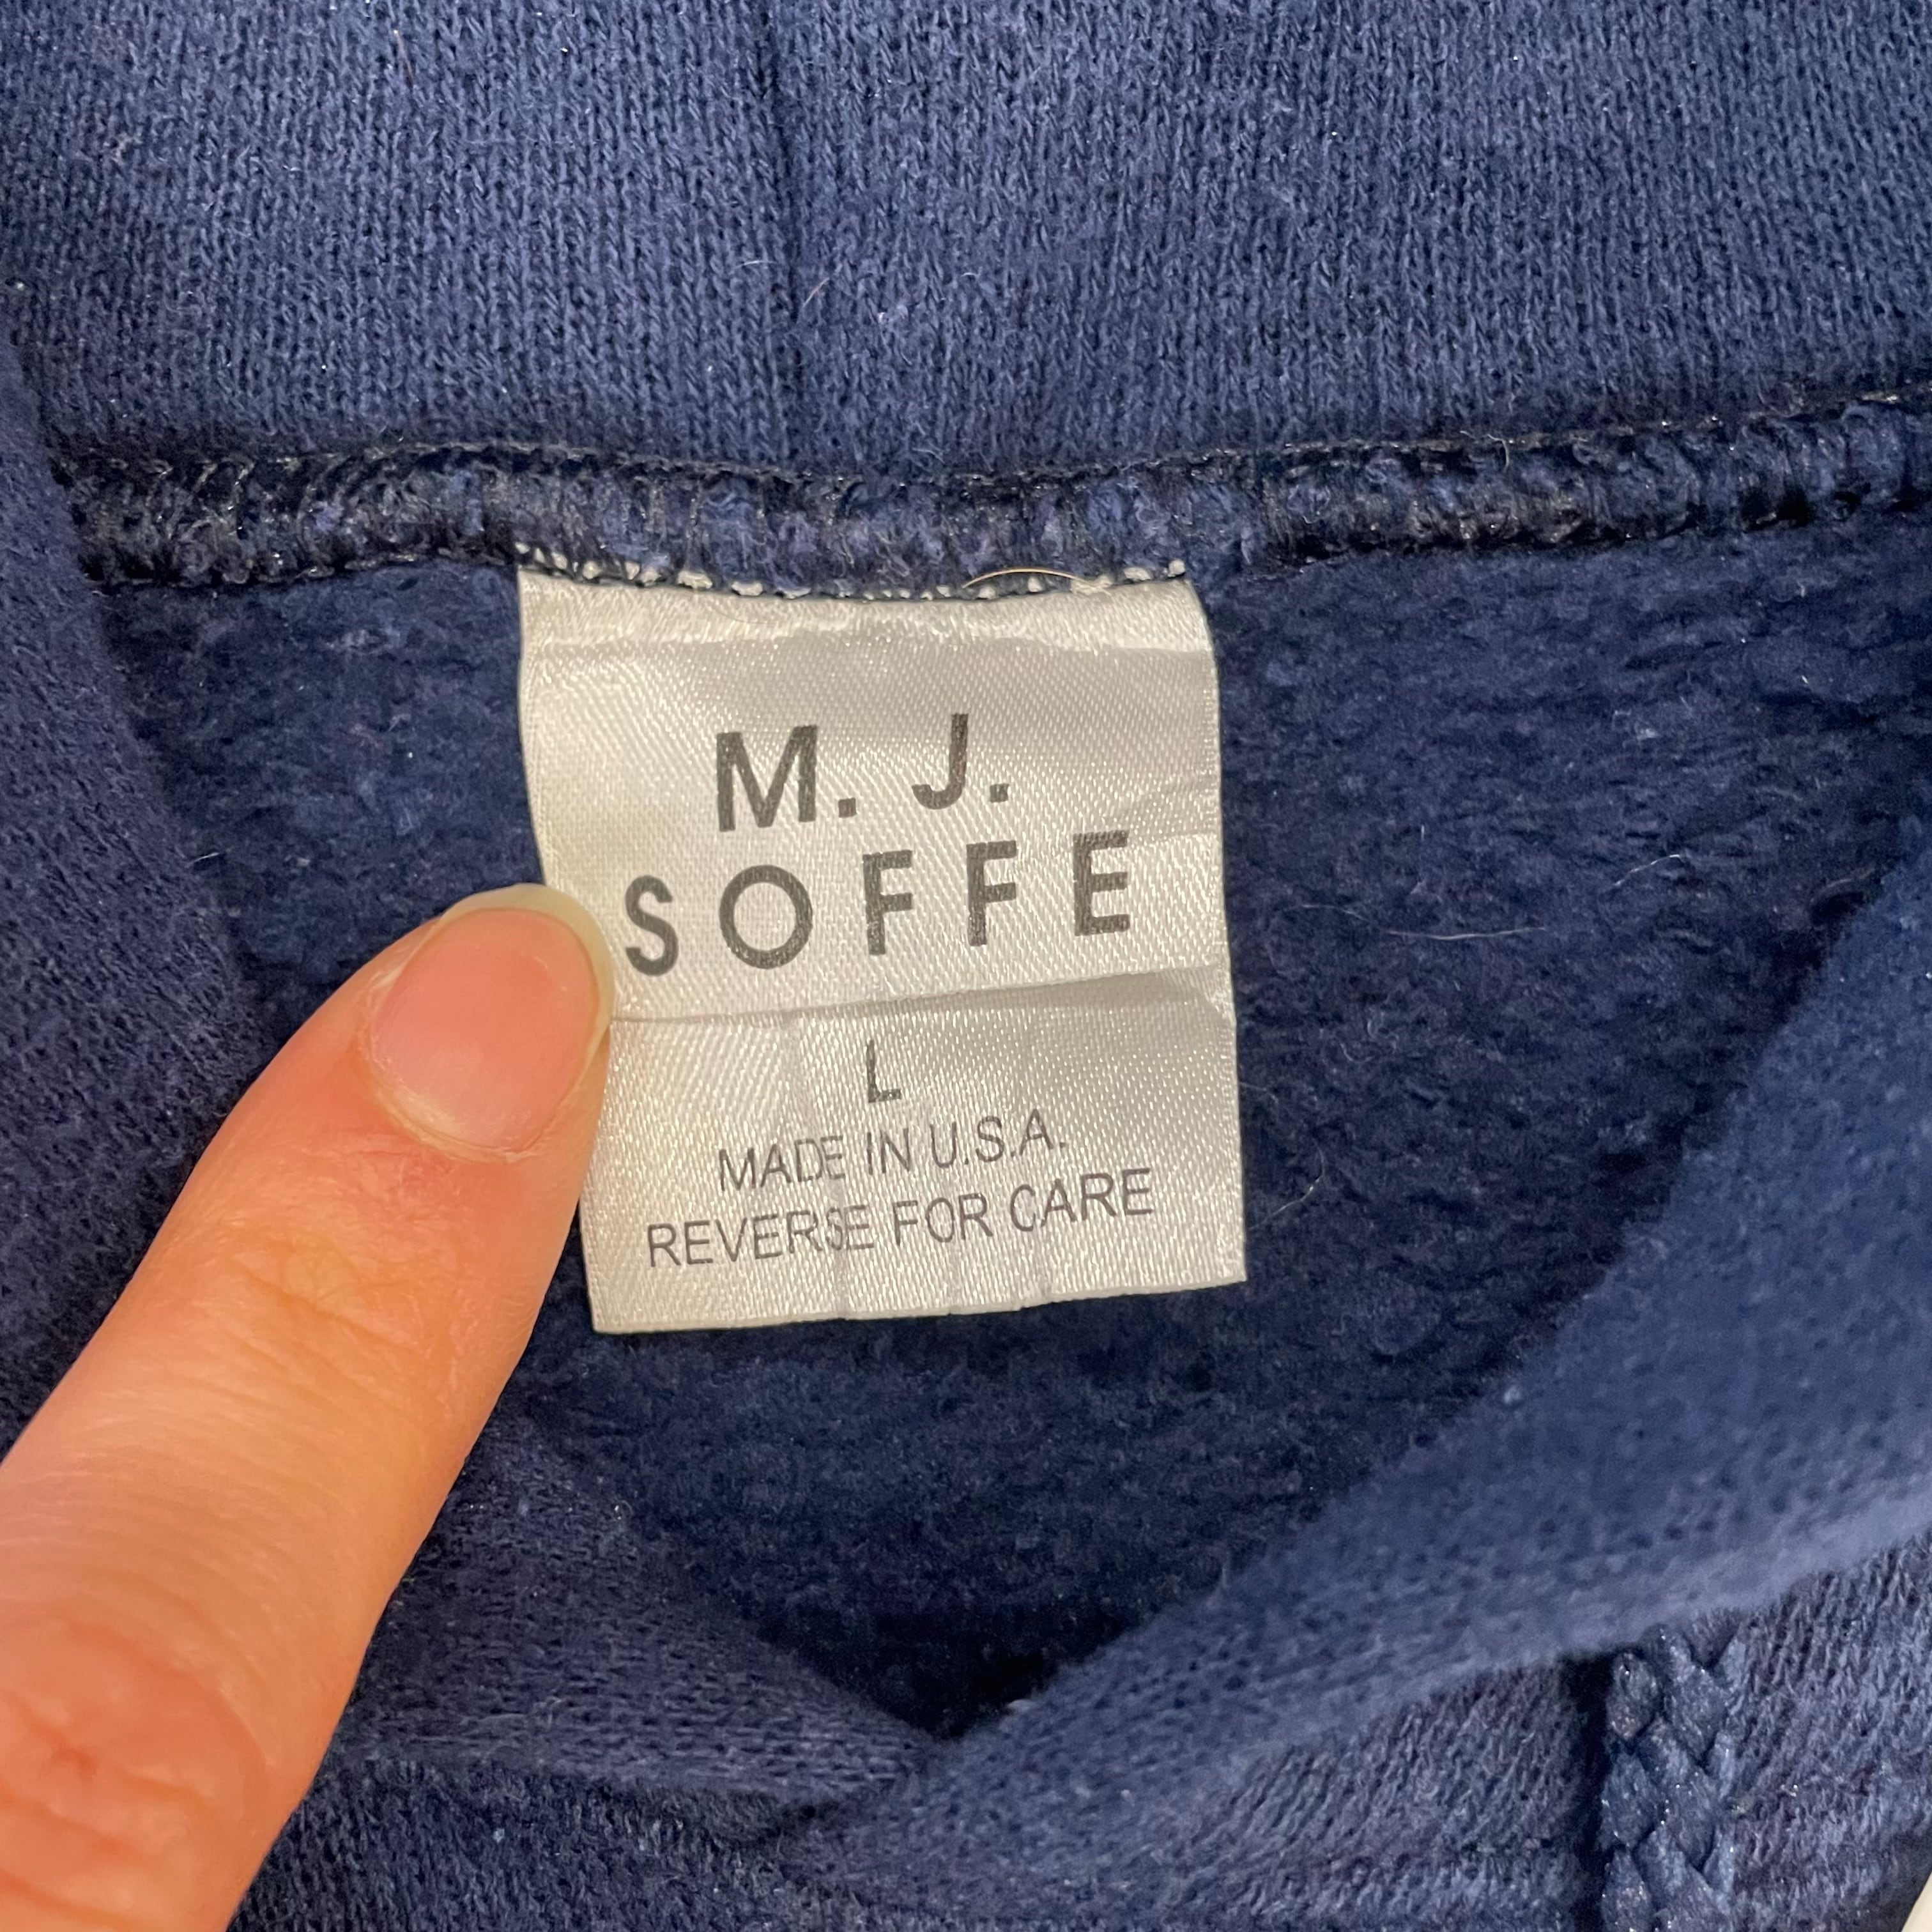 M. J.
SOFFE
L
MADE IN U.S.A.
REVERSE FOR CARE